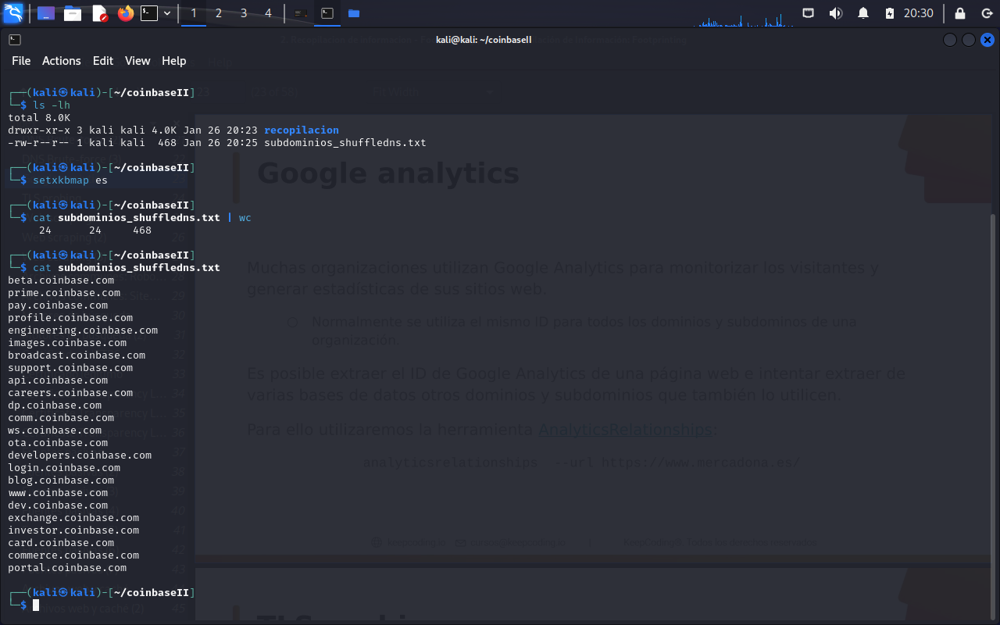 1 2 3 4 20:30
kali@kali: ~/coinbaseII
File Actions Edit View Help
┌──(kali㉿kali)-[~/coinbaseII]
└─$ ls -lh
total 8.0K
drwxr-xr-x 3 kali kali 4.0K Jan 26 20:23 recopilacion
-rw-r--r-- 1 kali kali  468 Jan 26 20:25 subdominios_shuffledns.txt
┌──(kali㉿kali)-[~/coinbaseII]
└─$ setxkbmap es
┌──(kali㉿kali)-[~/coinbaseII]
└─$ cat subdominios_shuffledns.txt | wc
     24      24     468
┌──(kali㉿kali)-[~/coinbaseII]
└─$ cat subdominios_shuffledns.txt
beta.coinbase.com
prime.coinbase.com
pay.coinbase.com
profile.coinbase.com
engineering.coinbase.com
images.coinbase.com
broadcast.coinbase.com
support.coinbase.com
api.coinbase.com
careers.coinbase.com
dp.coinbase.com
comm.coinbase.com
ws.coinbase.com
ota.coinbase.com
developers.coinbase.com
login.coinbase.com
blog.coinbase.com
www.coinbase.com
dev.coinbase.com
exchange.coinbase.com
investor.coinbase.com
card.coinbase.com
commerce.coinbase.com
portal.coinbase.com
┌──(kali㉿kali)-[~/coinbaseII]
└─$
Google analytics
Muchas organizaciones utilizan Google Analytics para monitorizar los visitantes y
generar estadísticas de sus sitios web.
Normalmente se utiliza el mismo ID para todos los dominios y subdominos de una
organización.
Es posible extraer el ID de Google Analytics de una página web e intentar extraer de
varias bases de datos otros dominios y subdominios que también lo utilicen.
Para ello utilizaremos la herramienta AnalyticsRelationships:
analyticsrelationships --url https://www.mercadona.es/